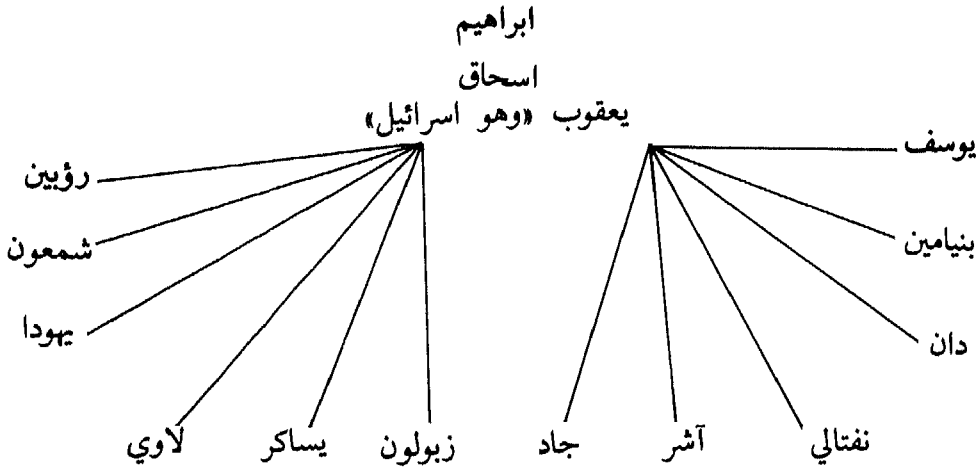 ابراهيم
اسحاق
يعقوب «وهو اسرائيل»
يوسف
رؤبين
بنيامين
شمعون
دان
يهودا
نفتالي
آشر
جاد
زبولون
يساكر
لاوي